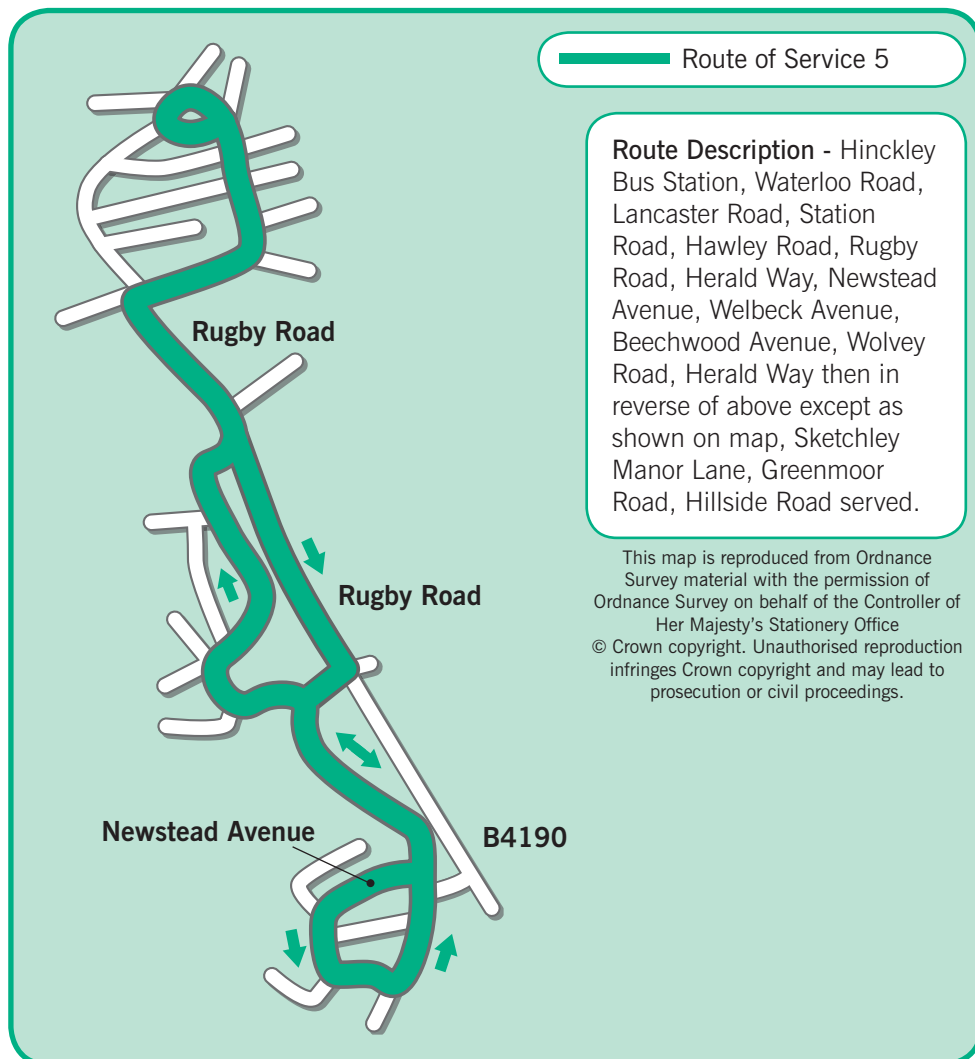 Route of Service 5
Route Description - Hinckley
Bus Station, Waterloo Road,
Lancaster Road, Station
Road, Hawley Road, Rugby
Road, Herald Way, Newstead
Avenue, Welbeck Avenue,
Beechwood Avenue, Wolvey
Road, Herald Way then in
reverse of above except as
shown on map, Sketchley
Manor Lane, Greenmoor
Road, Hillside Road served.
This map is reproduced from Ordnance
Survey material with the permission of
Ordnance Survey on behalf of the Controller of
Her Majesty's Stationery Office
© Crown copyright. Unauthorised reproduction
infringes Crown copyright and may lead to
prosecution or civil proceedings.
Rugby Road
Rugby Road
Newstead Avenue
B4190